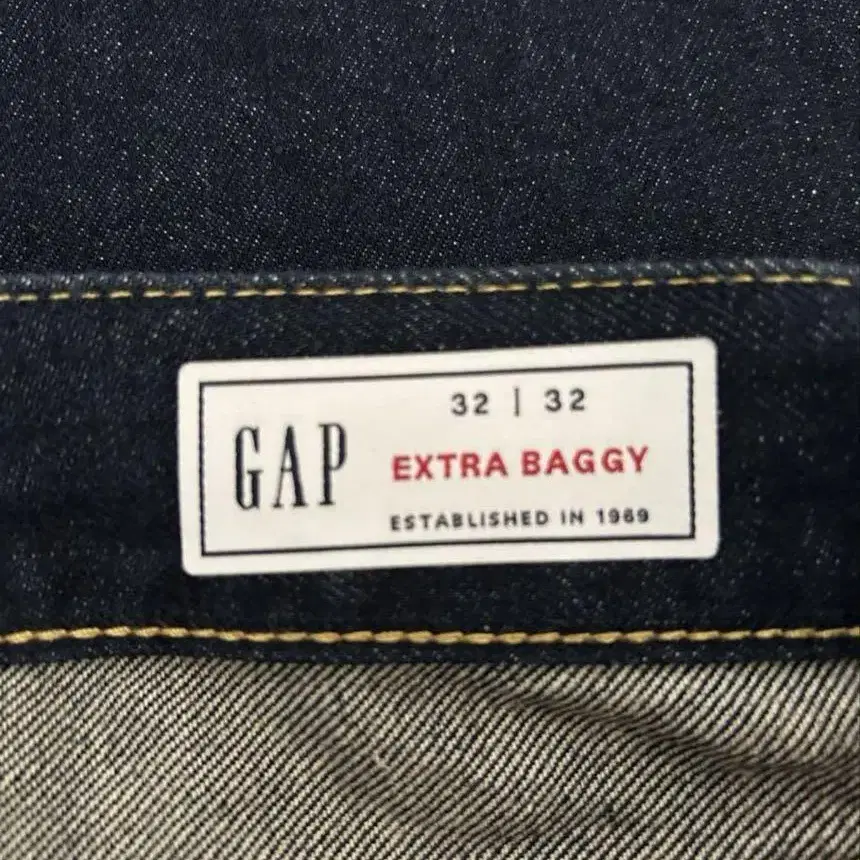 GAP
32 | 32
EXTRA BAGGY
ESTABLISHED IN 1969